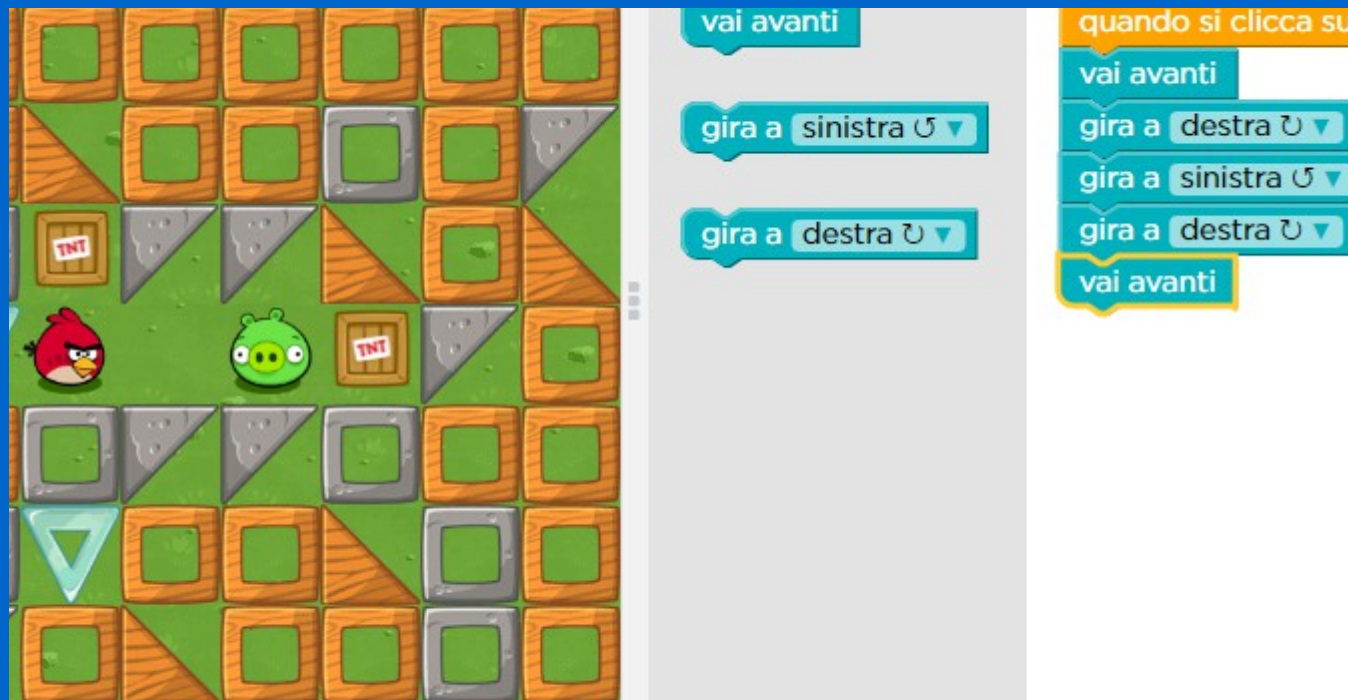 TNT
TNT
vai avanti
gira a sinistra ↺ ▼
gira a destra ↻ ▼
quando si clicca su
vai avanti
gira a destra ↻ ▼
gira a sinistra ↺ ▼
gira a destra ↻ ▼
vai avanti